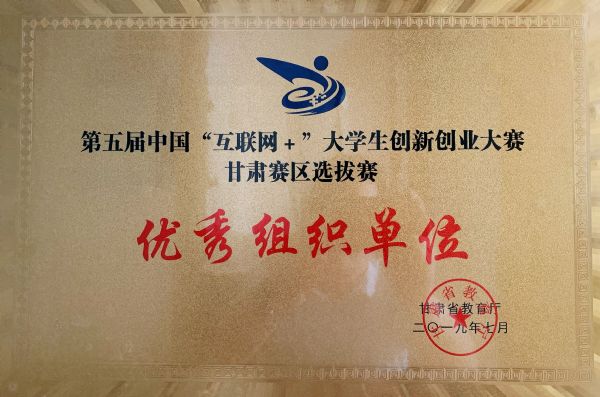 第五届中国“互联网+”大学生创新创业大赛
甘肃赛区选拔赛
优秀组织单位
甘肃省教育厅
二〇一九年七月